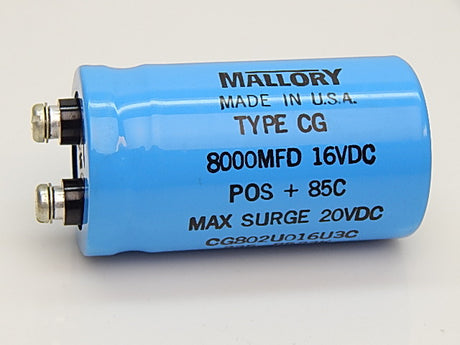 MALLORY
MADE IN U.S.A.
TYPE CG
8000MFD 16VDC
POS + 85C
MAX SURGE 20VDC
CG802U016U3C